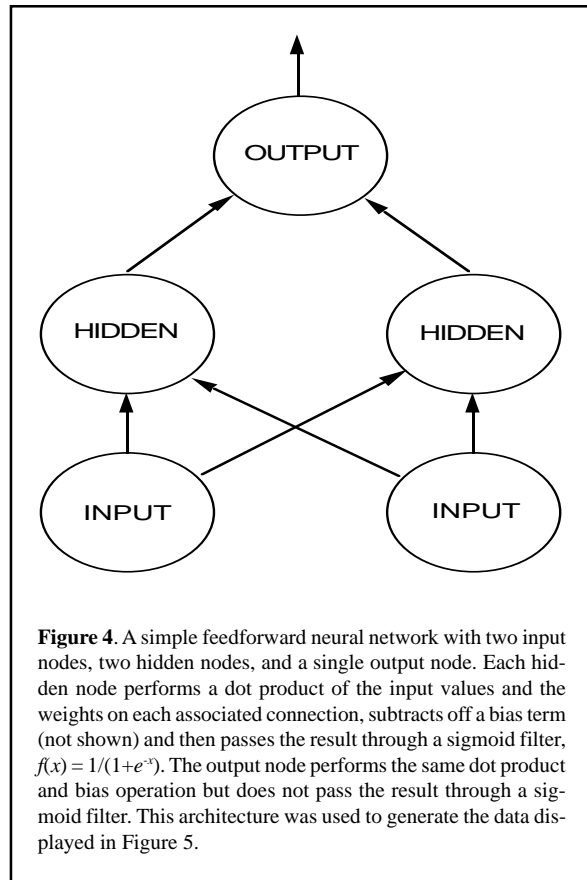 OUTPUT
HIDDEN
HIDDEN
INPUT
INPUT
Figure 4. A simple feedforward neural network with two input
nodes, two hidden nodes, and a single output node. Each hid-
den node performs a dot product of the input values and the
weights on each associated connection, subtracts off a bias term
(not shown) and then passes the result through a sigmoid filter,
f(x) = 1/(1+e-x). The output node performs the same dot product
and bias operation but does not pass the result through a sig-
moid filter. This architecture was used to generate the data dis-
played in Figure 5.